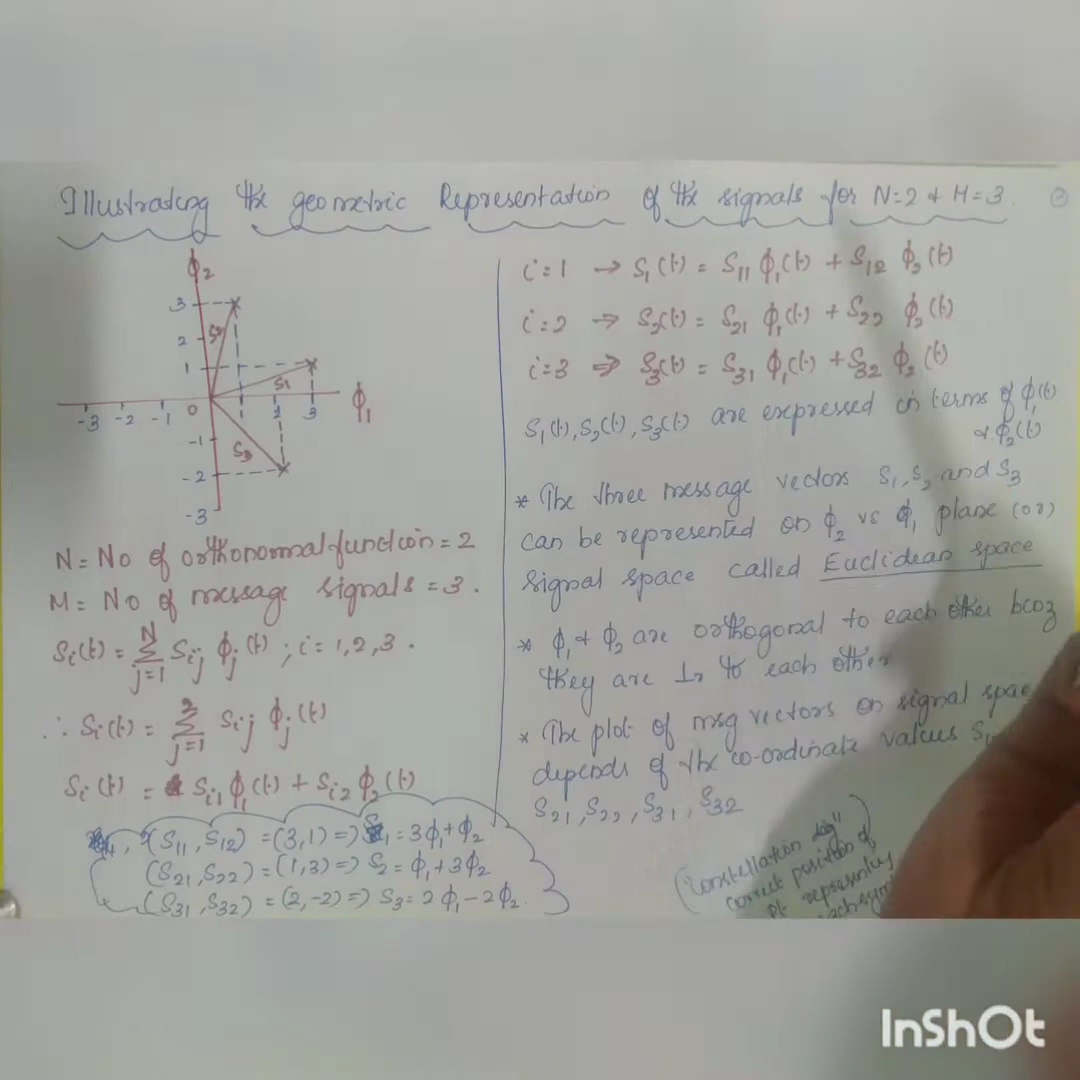 Illustrating the geometric Representation of the signals for N=2 & M=3.
ϕ2
3
2
1
S2
S1
-3 -2 -1 0 1 3 ϕ1
-1
S3
-2
-3
N = No of orthonormal function = 2
M = No of message signals = 3.
Si(t) = N Σ j=1 Sij ϕj(t) ; i = 1,2,3.
∴ Si(t) = 2 Σ j=1 Sij ϕj(t)
Si(t) = Si1 ϕ1(t) + Si2 ϕ2(t)
(S11, S12) = (3,1) => S1 = 3ϕ1 + ϕ2
(S21, S22) = (1,3) => S2 = ϕ1 + 3ϕ2
(S31, S32) = (2,-2) => S3 = 2ϕ1 - 2ϕ2.
i=1 → S1(t) = S11 ϕ1(t) + S12 ϕ2(t)
i=2 → S2(t) = S21 ϕ1(t) + S22 ϕ2(t)
i=3 ⇒ S3(t) = S31 ϕ1(t) + S32 ϕ2(t)
S1(t), S2(t), S3(t) are expressed in terms of ϕ1(t)
& ϕ2(t)
* The three message vectors S1, S2 and S3
can be represented on ϕ2 vs ϕ1 plane (or)
signal space called Euclidean space
* ϕ1 & ϕ2 are orthogonal to each other bcoz
they are ⊥r to each other
* The plot of msg vectors on signal space
depends of the co-ordinate values
S21, S22, S31, S32
(Constellation
correct position of
pt. representing
InShOt